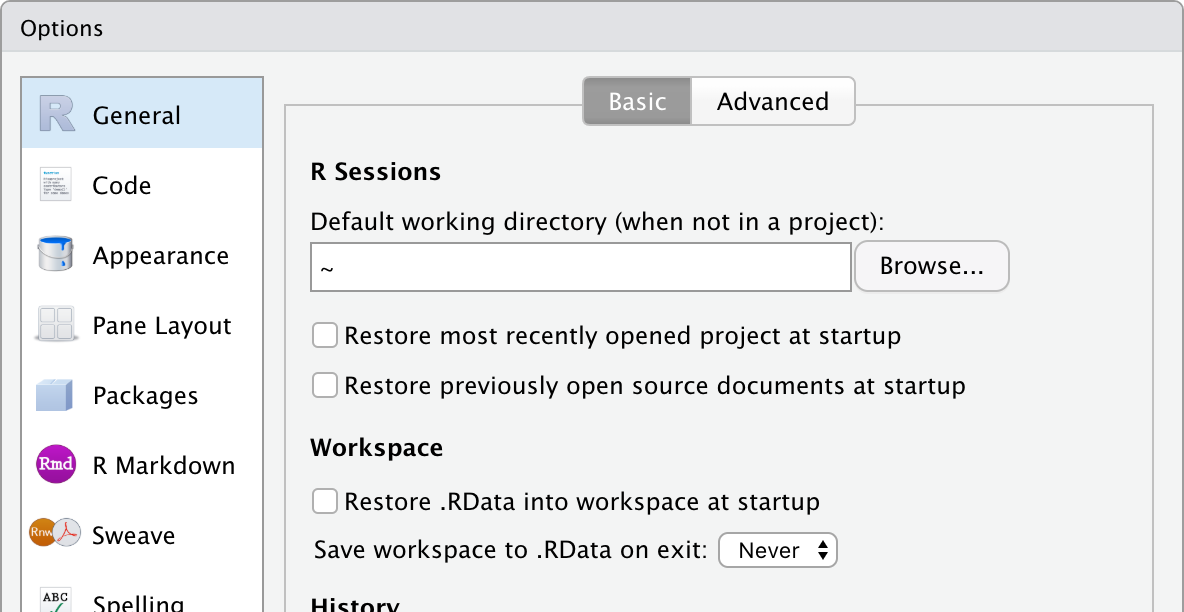 Options
General
Code
Appearance
Pane Layout
Packages
Rmd
R Markdown
Rnw
Sweave
ABC
Spelling
Basic
Advanced
R Sessions
Default working directory (when not in a project):
~
Browse...
Restore most recently opened project at startup
Restore previously open source documents at startup
Workspace
Restore .RData into workspace at startup
Save workspace to .RData on exit:
Never
History